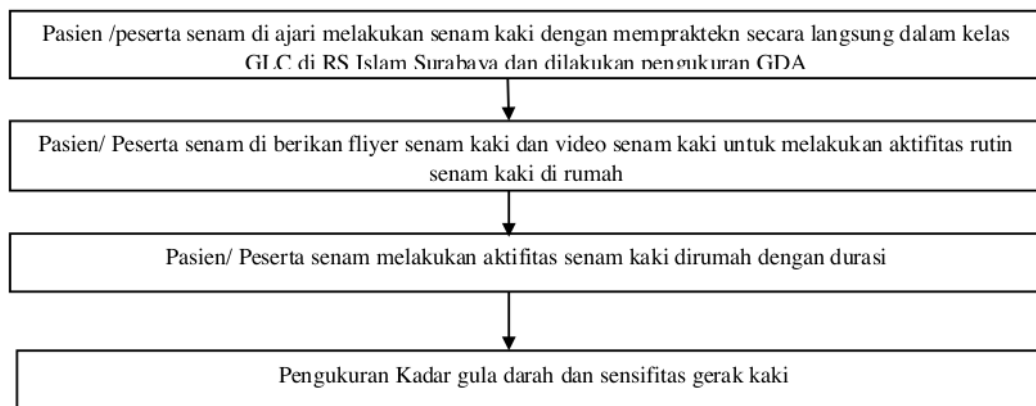 Pasien /peserta senam di ajari melakukan senam kaki dengan mempraktekn secara langsung dalam kelas
GLC di RS Islam Surabaya dan dilakukan pengukuran GDA
Pasien/ Peserta senam di berikan fliyer senam kaki dan video senam kaki untuk melakukan aktifitas rutin
senam kaki di rumah
Pasien/ Peserta senam melakukan aktifitas senam kaki dirumah dengan durasi
Pengukuran Kadar gula darah dan sensifitas gerak kaki